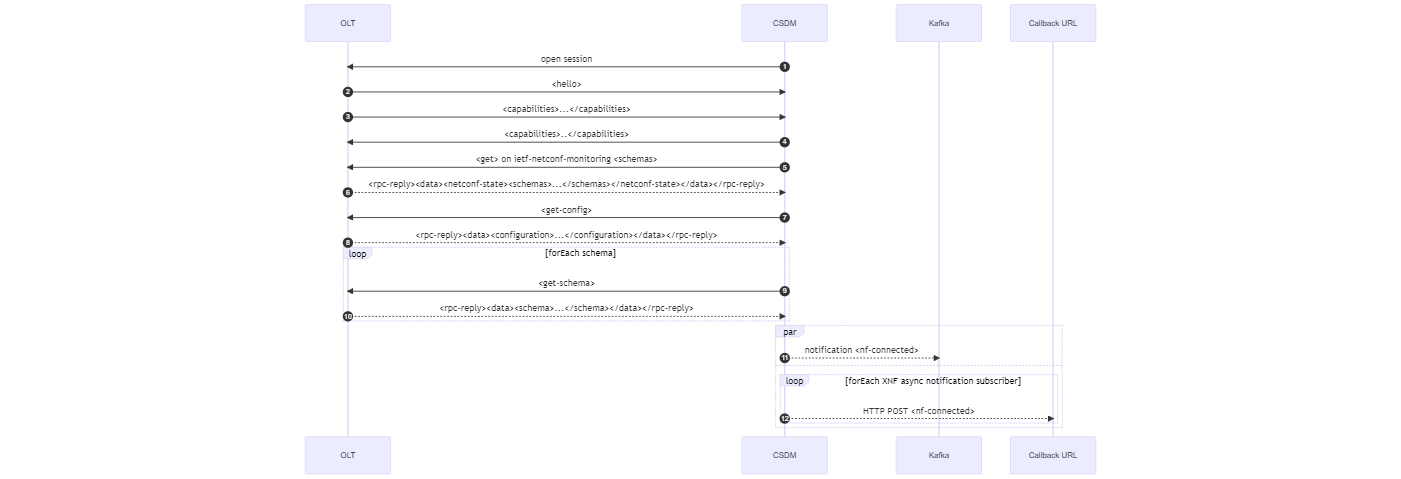 OLT CSDM Kafka Callback URL
open session
1
<hello>
2
<capabilities>...</capabilities>
3
<capabilities>..</capabilities>
4
<get> on ietf-netconf-monitoring <schemas>
5
<rpc-reply><data><netconf-state><schemas>...</schemas></netconf-state></data></rpc-reply>
6
<get-config>
7
<rpc-reply><data><configuration>...</configuration></data></rpc-reply>
8
loop [forEach schema]
<get-schema>
9
<rpc-reply><data><schema>...</schema></data></rpc-reply>
10
par
notification <nf-connected>
11
loop [forEach XNF async notification subscriber]
HTTP POST <nf-connected>
12
OLT CSDM Kafka Callback URL